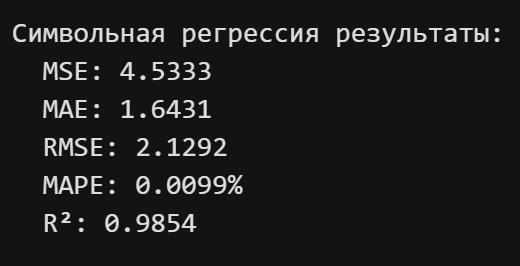 Символьная регрессия результаты:
MSE: 4.5333
MAE: 1.6431
RMSE: 2.1292
MAPE: 0.0099%
R²: 0.9854